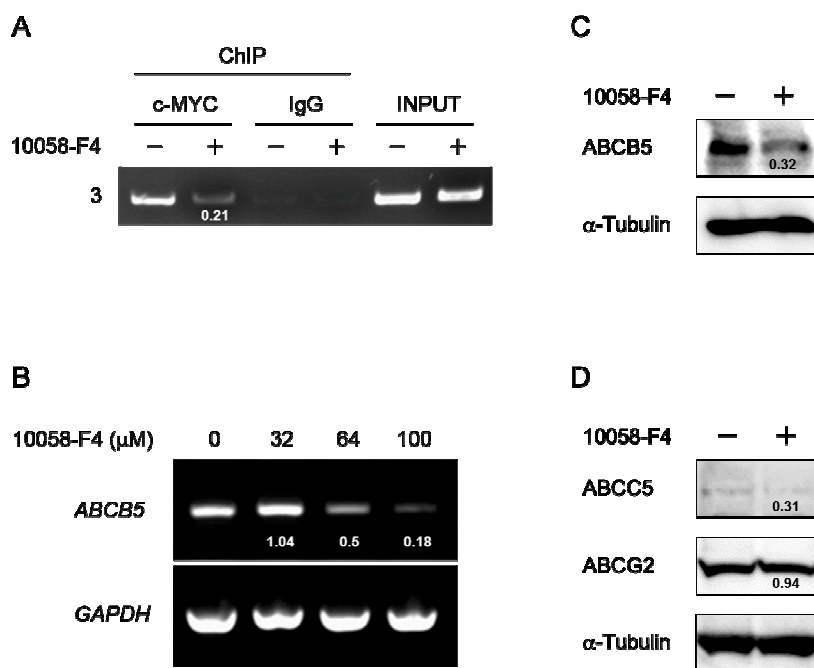 A
ChIP
c-MYC IgG INPUT
10058-F4 − + − + − +
3
0.21
B
10058-F4 (µM) 0 32 64 100
ABCB5
1.04 0.5 0.18
GAPDH
C
10058-F4 − +
ABCB5
0.32
α-Tubulin
D
10058-F4 − +
ABCC5
0.31
ABCG2
0.94
α-Tubulin